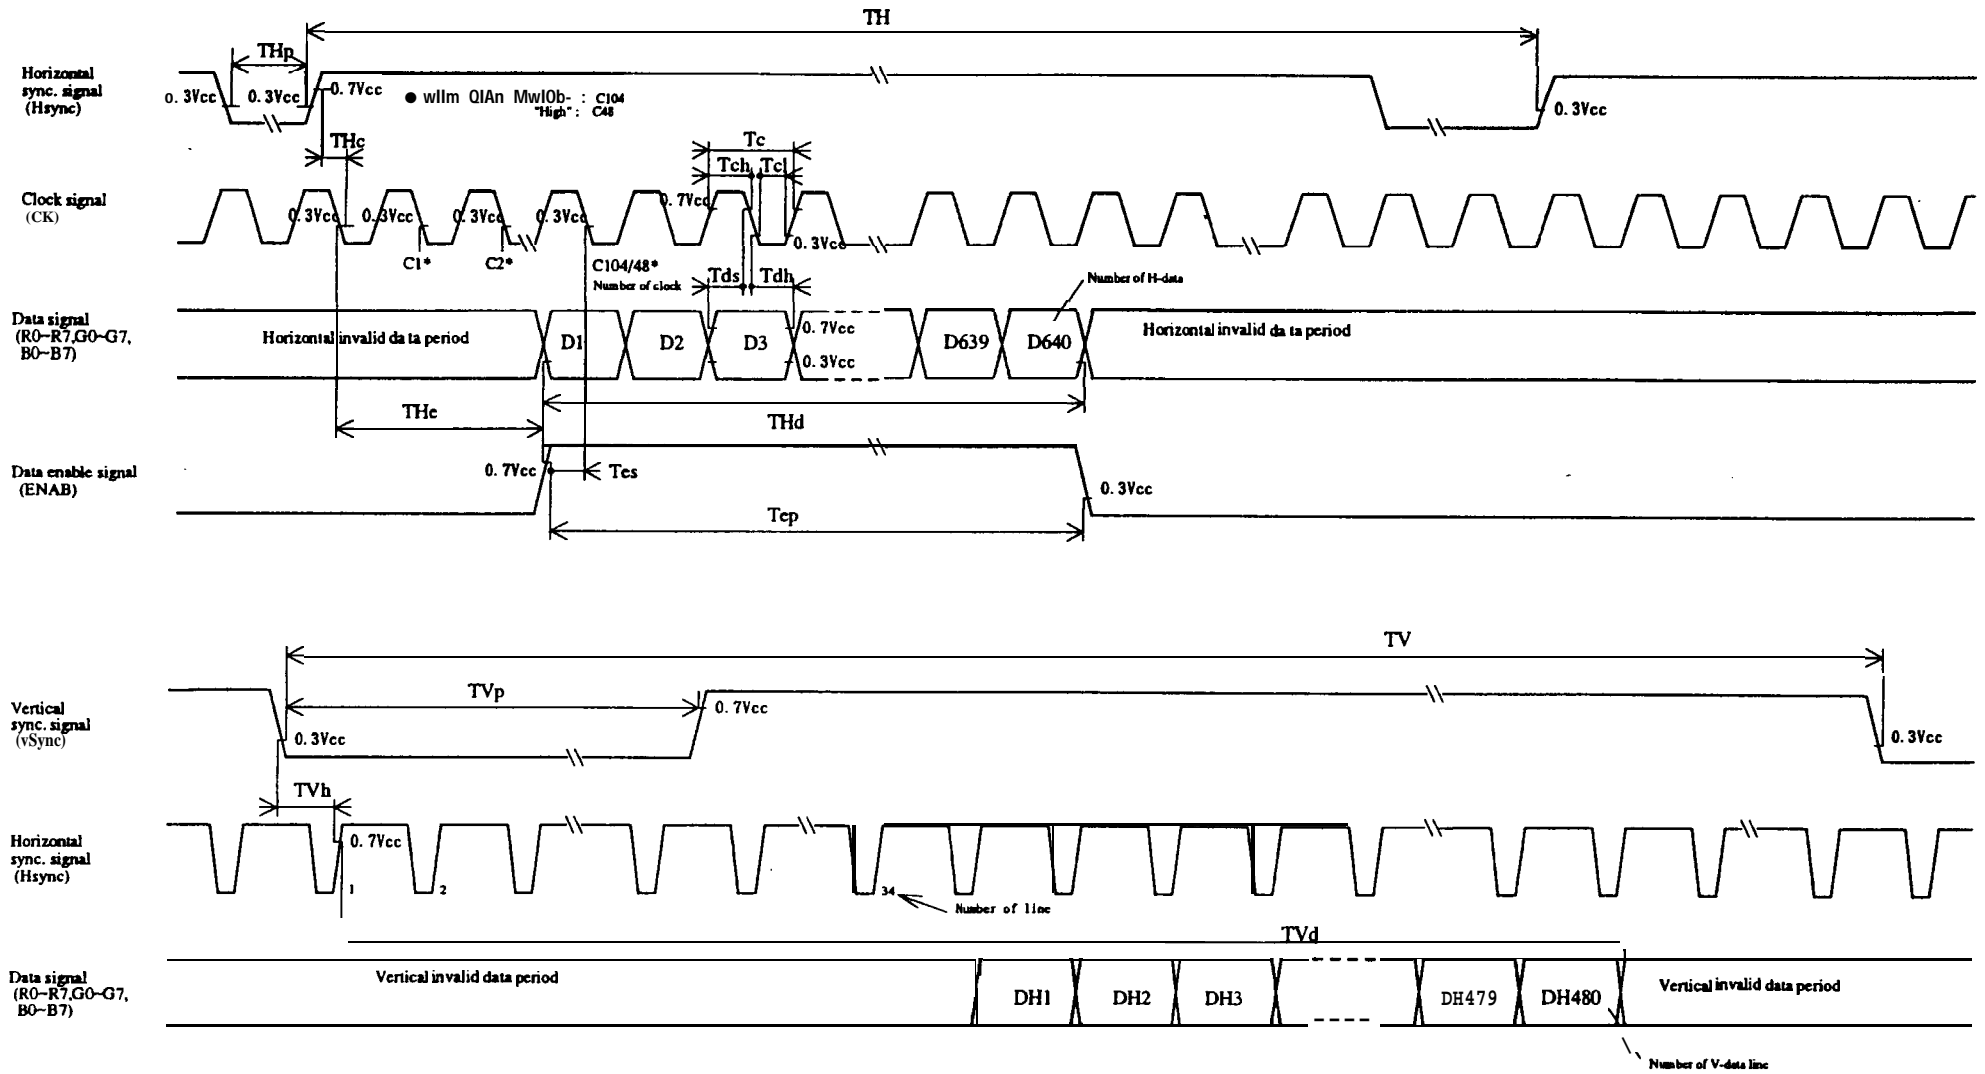 TH
THp
Horizontal
sync. signal
(Hsync)
0.3Vcc
0.3Vcc
0.7Vcc
● wIIm QIAn MwIOb- : C104
"High" : C48
0.3Vcc
THc
Tc
Tch
Tcl
Clock signal
(CK)
0.3Vcc
0.3Vcc
0.3Vcc
0.3Vcc
0.7Vcc
0.3Vcc
C1*
C2*
C104/48*
Number of clock
Tds
Tdh
Number of H-data
Data signal
(R0~R7,G0~G7,
B0~B7)
Horizontal invalid data period
D1
D2
D3
0.7Vcc
0.3Vcc
D639
D640
Horizontal invalid data period
THe
THd
Data enable signal
(ENAB)
0.7Vcc
Tes
0.3Vcc
Tep
TV
TVp
Vertical
sync. signal
(vSync)
0.3Vcc
0.7Vcc
0.3Vcc
TVh
Horizontal
sync. signal
(Hsync)
0.7Vcc
1
2
34
Number of line
TVd
Data signal
(R0~R7,G0~G7,
B0~B7)
Vertical invalid data period
DH1
DH2
DH3
DH479
DH480
Vertical invalid data period
Number of V-data line